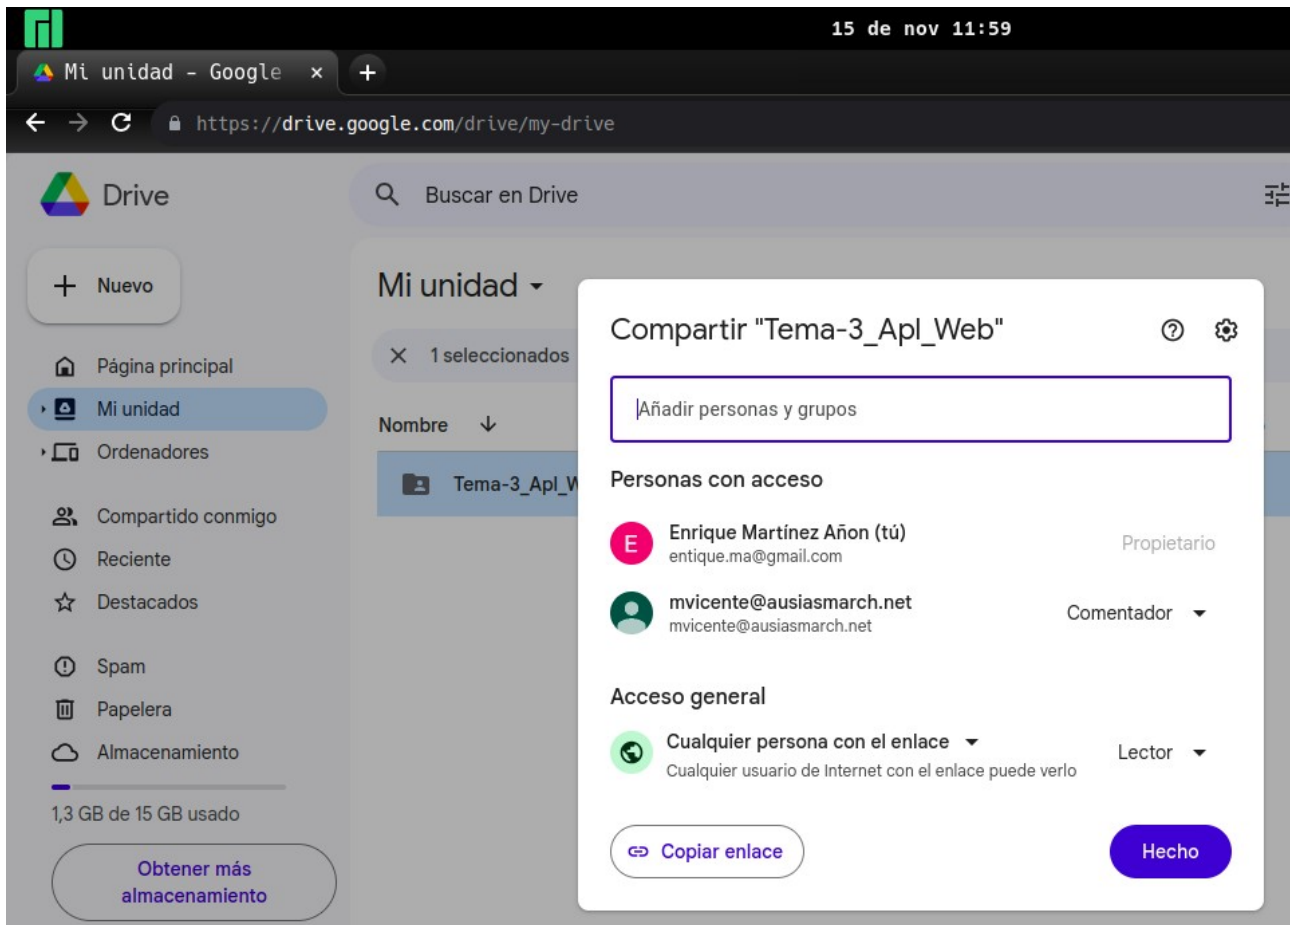 15 de nov 11:59
Mi unidad – Google
https://drive.google.com/drive/my-drive
Drive
Buscar en Drive
Nuevo
Mi unidad
1 seleccionados
Página principal
Mi unidad
Ordenadores
Nombre
Tema-3_Apl_W
Compartido conmigo
Reciente
Destacados
Spam
Papelera
Almacenamiento
1,3 GB de 15 GB usado
Obtener más
almacenamiento
Compartir "Tema-3_Apl_Web"
Añadir personas y grupos
Personas con acceso
E
Enrique Martínez Añon (tú)
entique.ma@gmail.com
Propietario
mvicente@ausiasmarch.net
mvicente@ausiasmarch.net
Comentador
Acceso general
Cualquier persona con el enlace
Cualquier usuario de Internet con el enlace puede verlo
Lector
Copiar enlace
Hecho